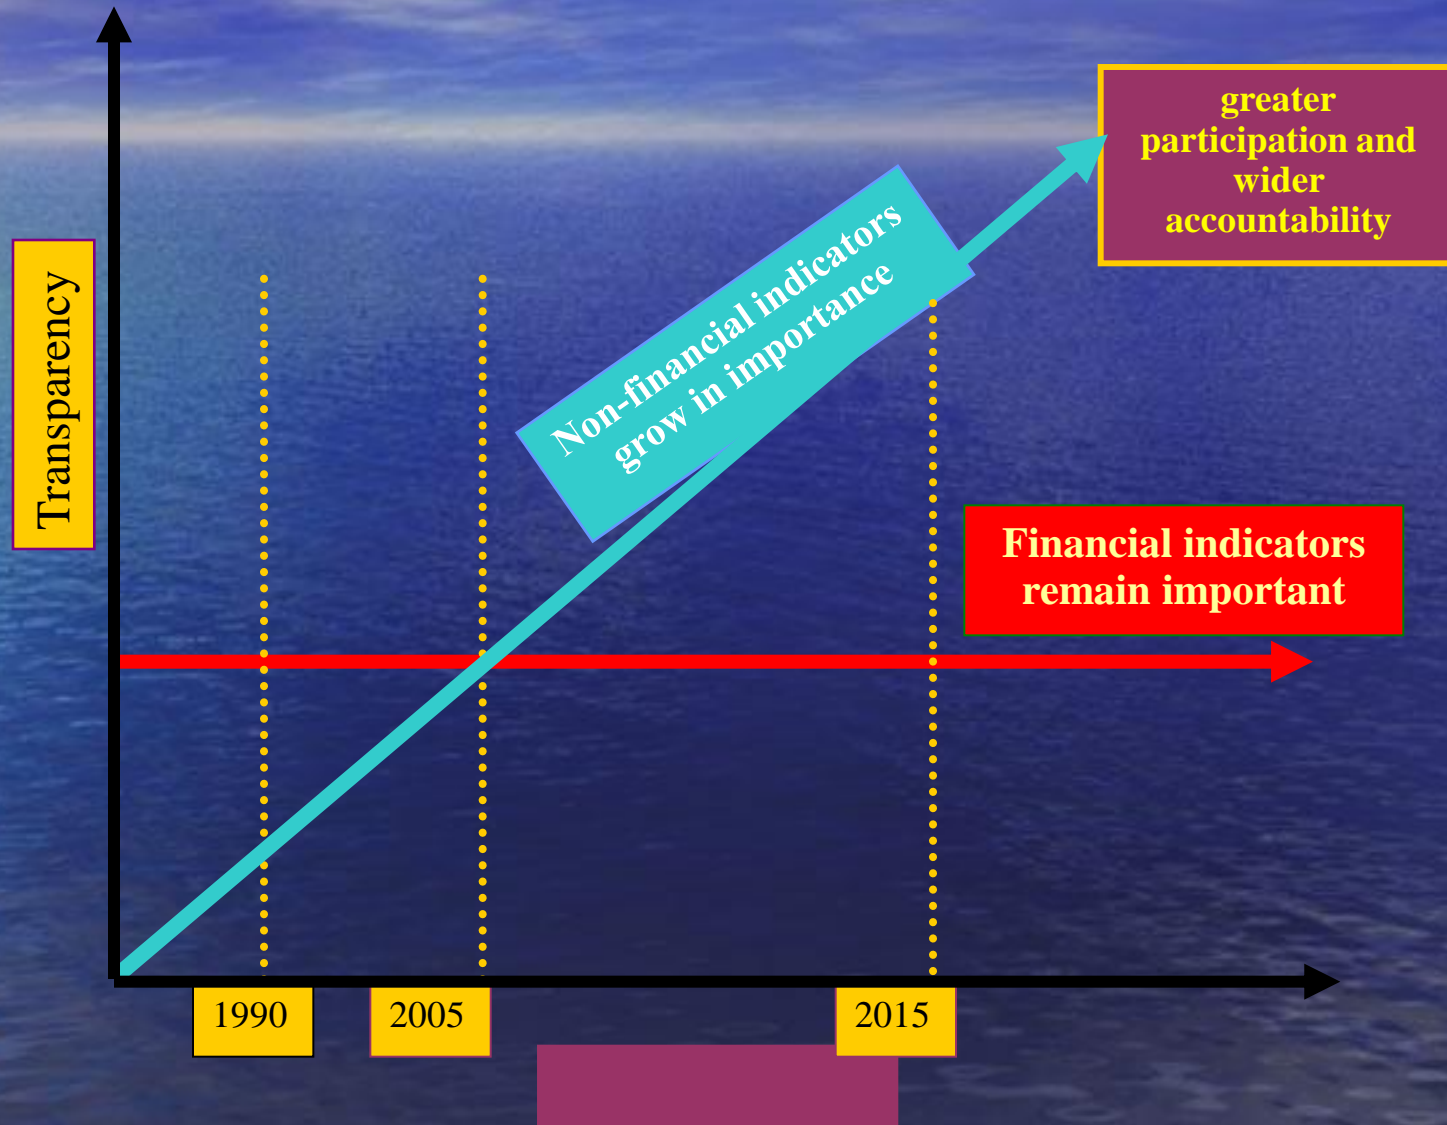 greater
participation and
wider
accountability
Non-financial indicators
grow in importance
Transparency
Financial indicators
remain important
1990
2005
2015